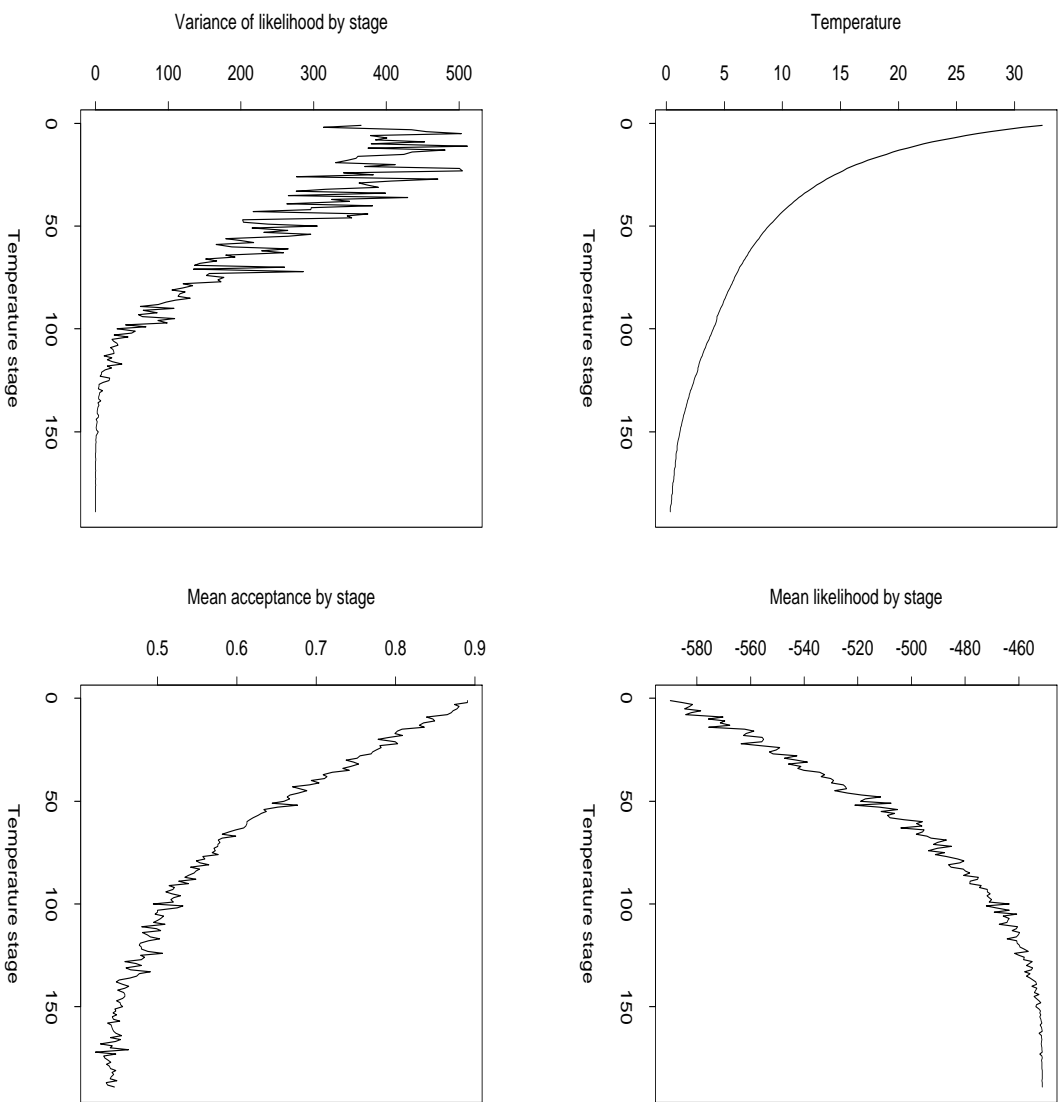 Variance of likelihood by stage
0 100 200 300 400 500
0
50
100
150
Temperature stage
Temperature
0 5 10 15 20 25 30
0
50
100
150
Temperature stage
Mean acceptance by stage
0.5 0.6 0.7 0.8 0.9
0
50
100
150
Temperature stage
Mean likelihood by stage
-580 -560 -540 -520 -500 -480 -460
0
50
100
150
Temperature stage